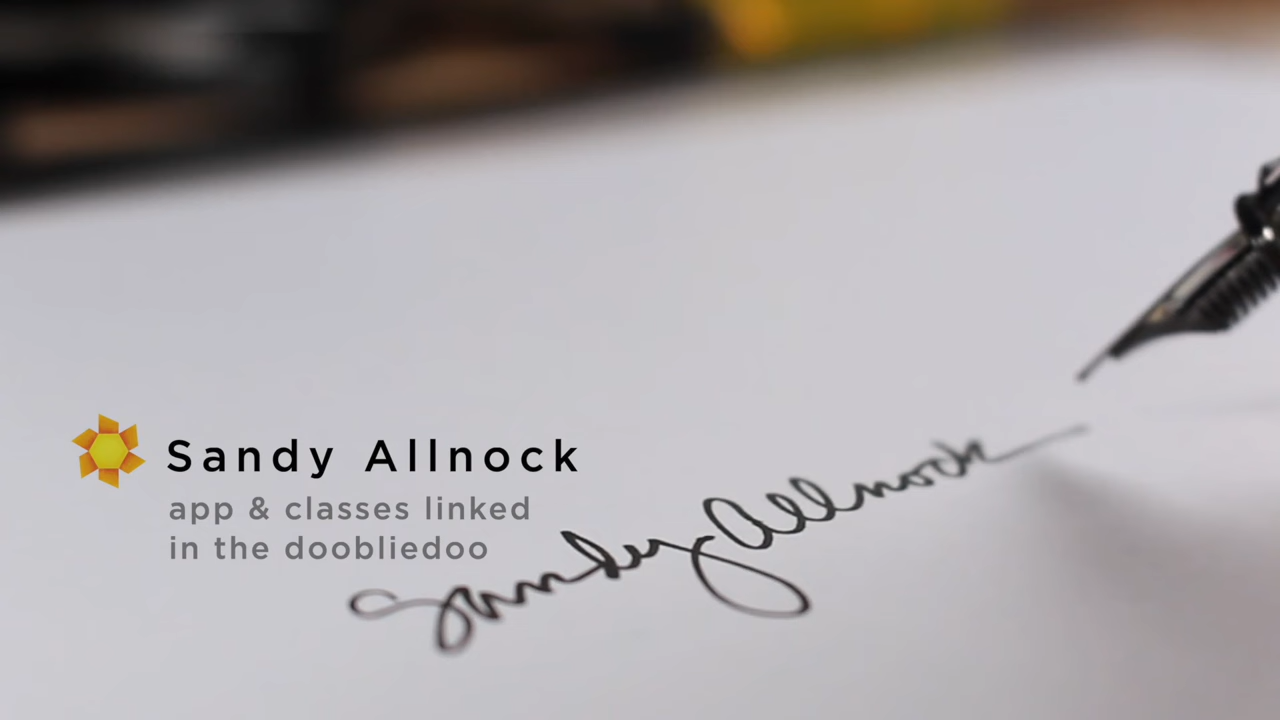 Sandy Allnock
app & classes linked
in the doobliedoo
Sandy Allnock